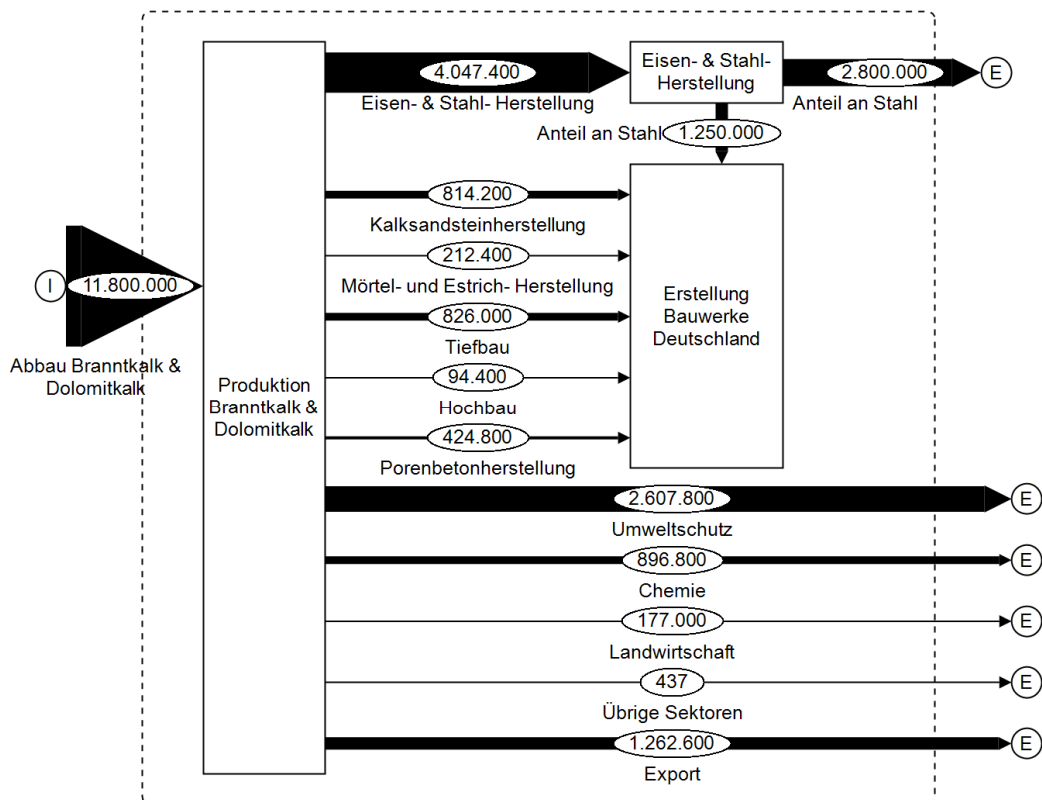 4.047.400
Eisen- & Stahl- Herstellung
Eisen- & Stahl-
Herstellung
2.800.000
Anteil an Stahl
E
Anteil an Stahl
1.250.000
814.200
Kalksandsteinherstellung
212.400
Mörtel- und Estrich- Herstellung
826.000
Tiefbau
94.400
Hochbau
424.800
Porenbetonherstellung
Erstellung
Bauwerke
Deutschland
I
11.800.000
Abbau Branntkalk &
Dolomitkalk
Produktion
Branntkalk &
Dolomitkalk
2.607.800
Umweltschutz
E
896.800
Chemie
E
177.000
Landwirtschaft
E
437
Übrige Sektoren
E
1.262.600
Export
E